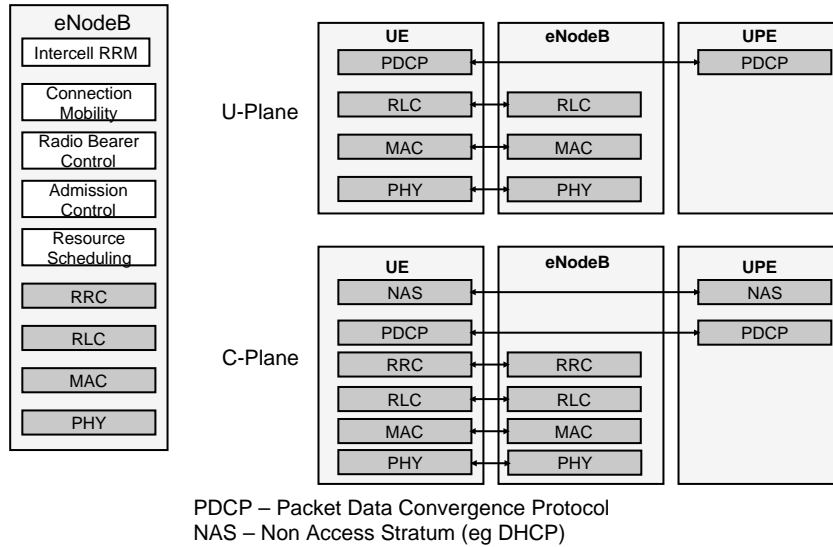 eNodeB
Intercell RRM
Connection
Mobility
Radio Bearer
Control
Admission
Control
Resource
Scheduling
RRC
RLC
MAC
PHY
U-Plane
UE
eNodeB
UPE
PDCP
PDCP
RLC
RLC
MAC
MAC
PHY
PHY
C-Plane
UE
eNodeB
UPE
NAS
NAS
PDCP
PDCP
RRC
RRC
RLC
RLC
MAC
MAC
PHY
PHY
PDCP – Packet Data Convergence Protocol
NAS – Non Access Stratum (eg DHCP)